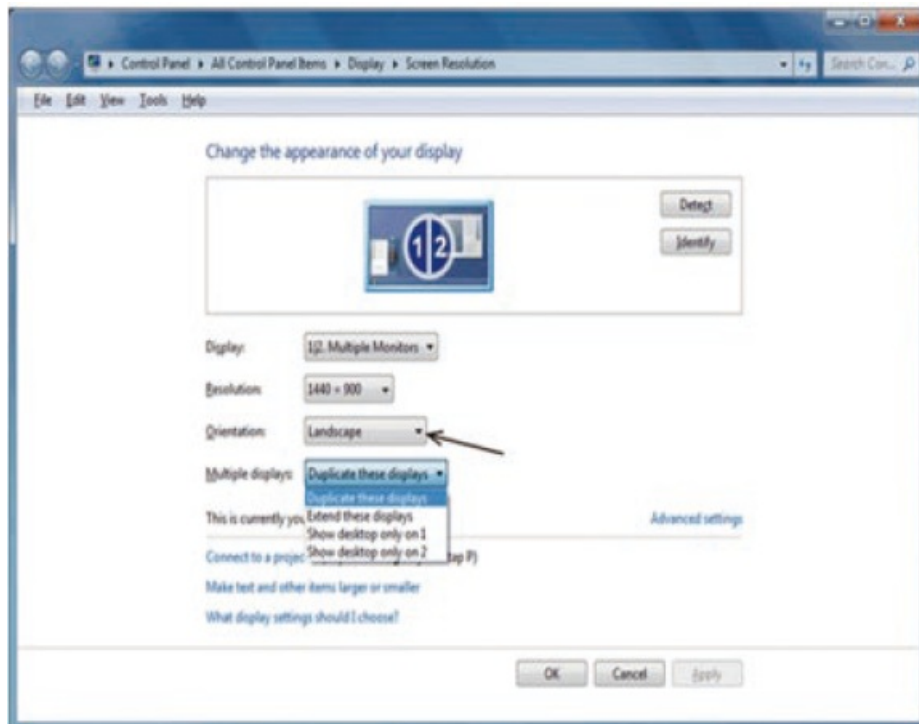 Control Panel ▸ All Control Panel Items ▸ Display ▸ Screen Resolution
Search Con...
File Edit View Tools Help
Change the appearance of your display
1|2
Detect
Identify
Display: 1|2. Multiple Monitors
Resolution: 1440 × 900
Orientation: Landscape
Multiple displays: Duplicate these displays
Duplicate these displays
This is currently you
Extend these displays
Advanced settings
Show desktop only on 1
Connect to a projec
Show desktop only on 2
tap P)
Make text and other items larger or smaller
What display settings should I choose?
OK Cancel Apply